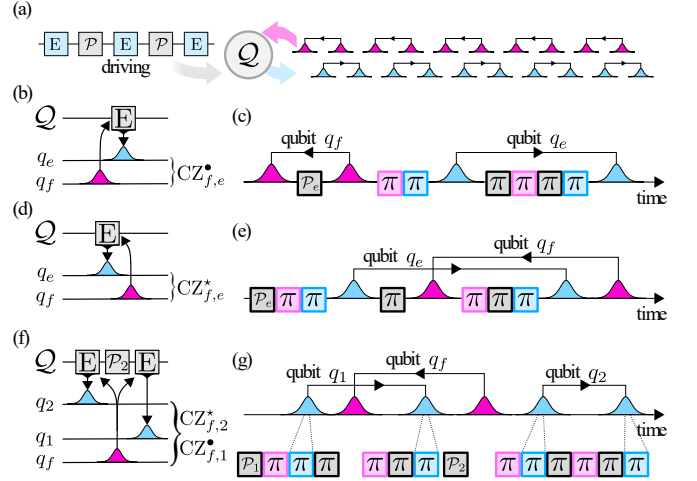 (a)
E 𝒫 E 𝒫 E
driving
𝒬
(b)
𝒬 E
q_e
q_f
} CZ^●_{f,e}
(c)
qubit q_f
qubit q_e
𝒫_e π π π π π π
time
(d)
𝒬 E
q_e
q_f
} CZ^⋆_{f,e}
(e)
qubit q_f
qubit q_e
𝒫_e π π π π π π
time
(f)
𝒬 E 𝒫_2 E
q_2
q_1
q_f
CZ^⋆_{f,2}
CZ^●_{f,1}
(g)
qubit q_f
qubit q_1
qubit q_2
time
𝒫_1 π π π π π π 𝒫_2 π π π π π π